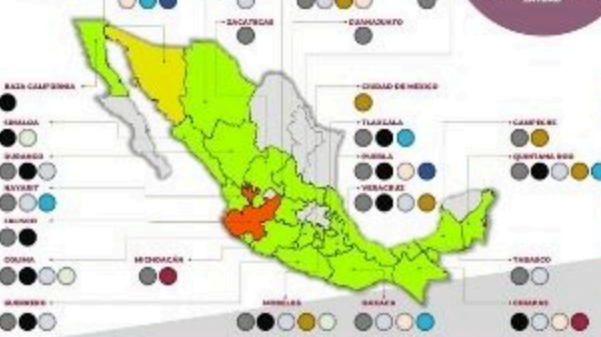 ZACATECAS
GUANAJUATO
BAJA CALIFORNIA
CIUDAD DE MÉXICO
SINALOA
TLAXCALA
CAMPECHE
DURANGO
PUEBLA
QUINTANA ROO
NAYARIT
VERACRUZ
JALISCO
COLIMA
MICHOACÁN
TABASCO
GUERRERO
MORELOS
OAXACA
CHIAPAS